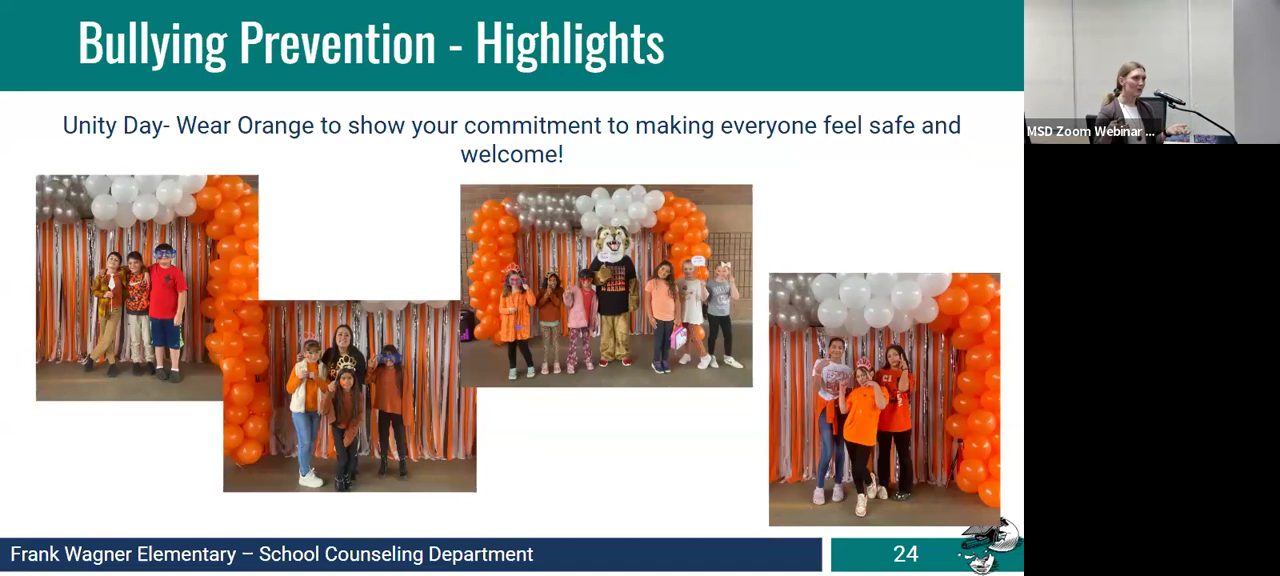 Bullying Prevention - Highlights
MSD Zoom Webinar ...
Unity Day- Wear Orange to show your commitment to making everyone feel safe and
welcome!
Frank Wagner Elementary – School Counseling Department
24